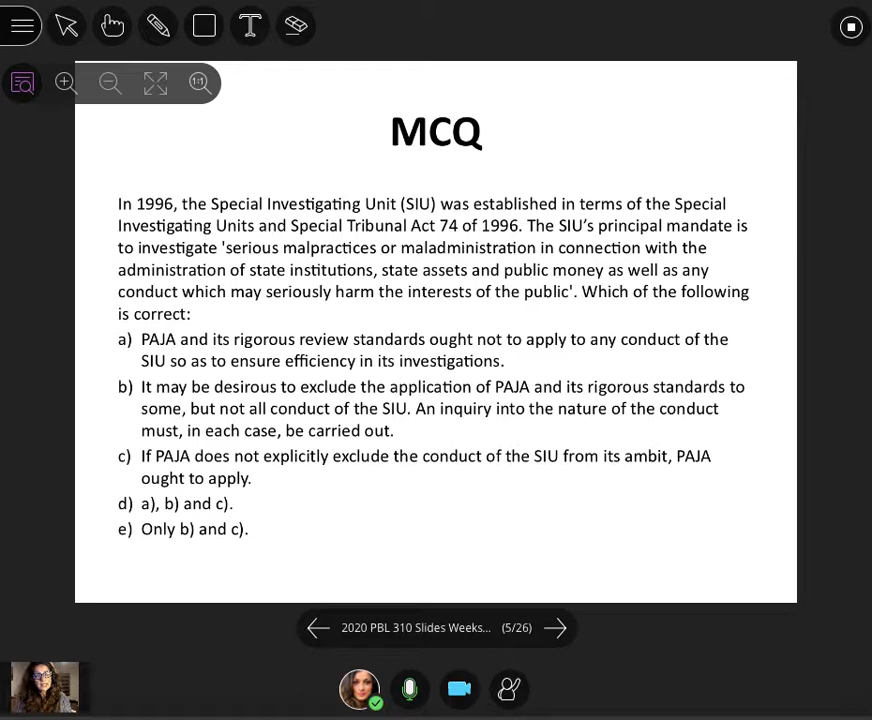 1:1
MCQ
In 1996, the Special Investigating Unit (SIU) was established in terms of the Special
Investigating Units and Special Tribunal Act 74 of 1996. The SIU's principal mandate is
to investigate 'serious malpractices or maladministration in connection with the
administration of state institutions, state assets and public money as well as any
conduct which may seriously harm the interests of the public'. Which of the following
is correct:
a) PAJA and its rigorous review standards ought not to apply to any conduct of the
SIU so as to ensure efficiency in its investigations.
b) It may be desirous to exclude the application of PAJA and its rigorous standards to
some, but not all conduct of the SIU. An inquiry into the nature of the conduct
must, in each case, be carried out.
c) If PAJA does not explicitly exclude the conduct of the SIU from its ambit, PAJA
ought to apply.
d) a), b) and c).
e) Only b) and c).
2020 PBL 310 Slides Weeks... (5/26)